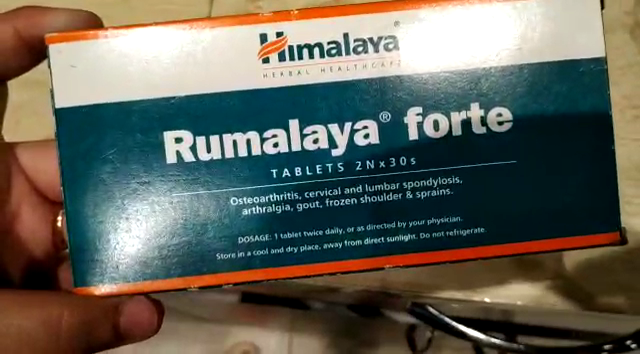 Himalaya®
HERBAL HEALTHCARE
Rumalaya® forte
TABLETS 2Nx30s
Osteoarthritis, cervical and lumbar spondylosis,
arthralgia, gout, frozen shoulder & sprains.
DOSAGE: 1 tablet twice daily, or as directed by your physician.
Store in a cool and dry place, away from direct sunlight. Do not refrigerate.